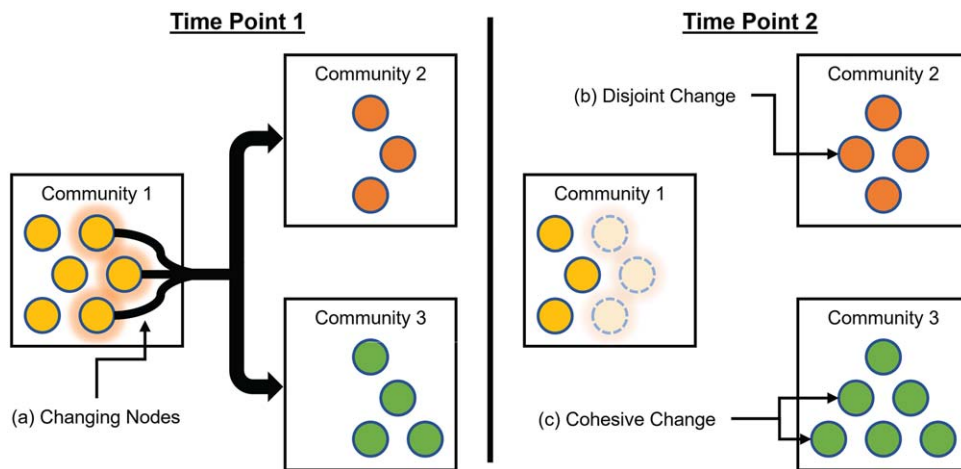 Time Point 1
Community 2
Community 1
Community 3
(a) Changing Nodes
Time Point 2
Community 2
(b) Disjoint Change
Community 1
Community 3
(c) Cohesive Change